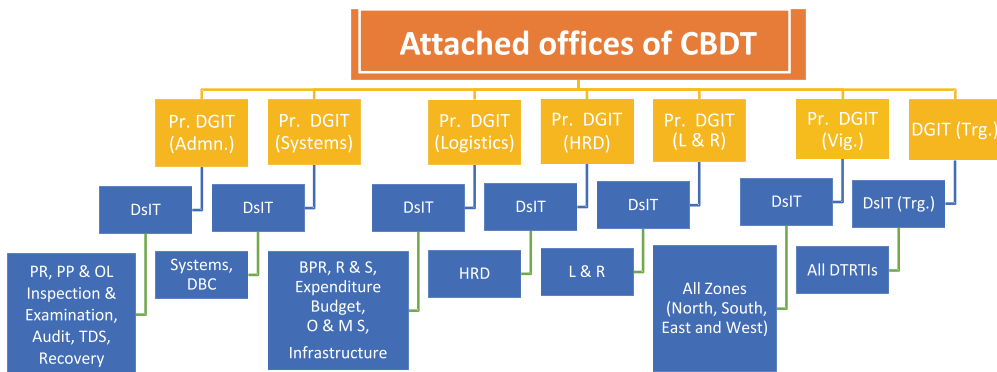 Attached offices of CBDT
Pr. DGIT
(Admn.)
Pr. DGIT
(Systems)
Pr. DGIT
(Logistics)
Pr. DGIT
(HRD)
Pr. DGIT
(L & R)
Pr. DGIT
(Vig.)
DGIT (Trg.)
DsIT
DsIT
DsIT
DsIT
DsIT
DsIT
DsIT (Trg.)
PR, PP & OL
Inspection &
Examination,
Audit, TDS,
Recovery
Systems,
DBC
BPR, R & S,
Expenditure
Budget,
O & M S,
Infrastructure
HRD
L & R
All Zones
(North, South,
East and West)
All DTRTIs